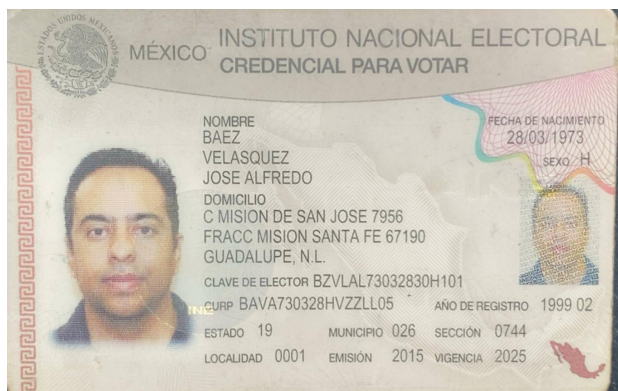 ESTADOS UNIDOS MEXICANOS
MÉXICO
INSTITUTO NACIONAL ELECTORAL
CREDENCIAL PARA VOTAR
NOMBRE
BAEZ
VELASQUEZ
JOSE ALFREDO
FECHA DE NACIMIENTO
28/03/1973
SEXO H
DOMICILIO
C MISION DE SAN JOSE 7956
FRACC MISION SANTA FE 67190
GUADALUPE, N.L.
CLAVE DE ELECTOR BZVLAL73032830H101
CURP BAVA730328HVZZLL05 AÑO DE REGISTRO 1999 02
ESTADO 19 MUNICIPIO 026 SECCIÓN 0744
LOCALIDAD 0001 EMISIÓN 2015 VIGENCIA 2025
INE